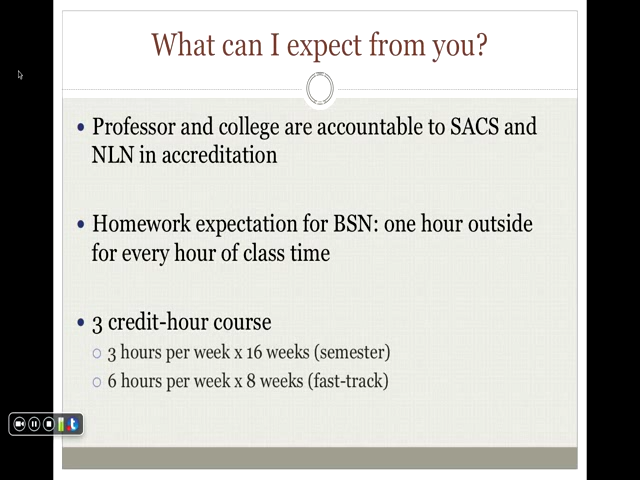 What can I expect from you?
Professor and college are accountable to SACS and
NLN in accreditation
Homework expectation for BSN: one hour outside
for every hour of class time
3 credit-hour course
3 hours per week x 16 weeks (semester)
6 hours per week x 8 weeks (fast-track)
t